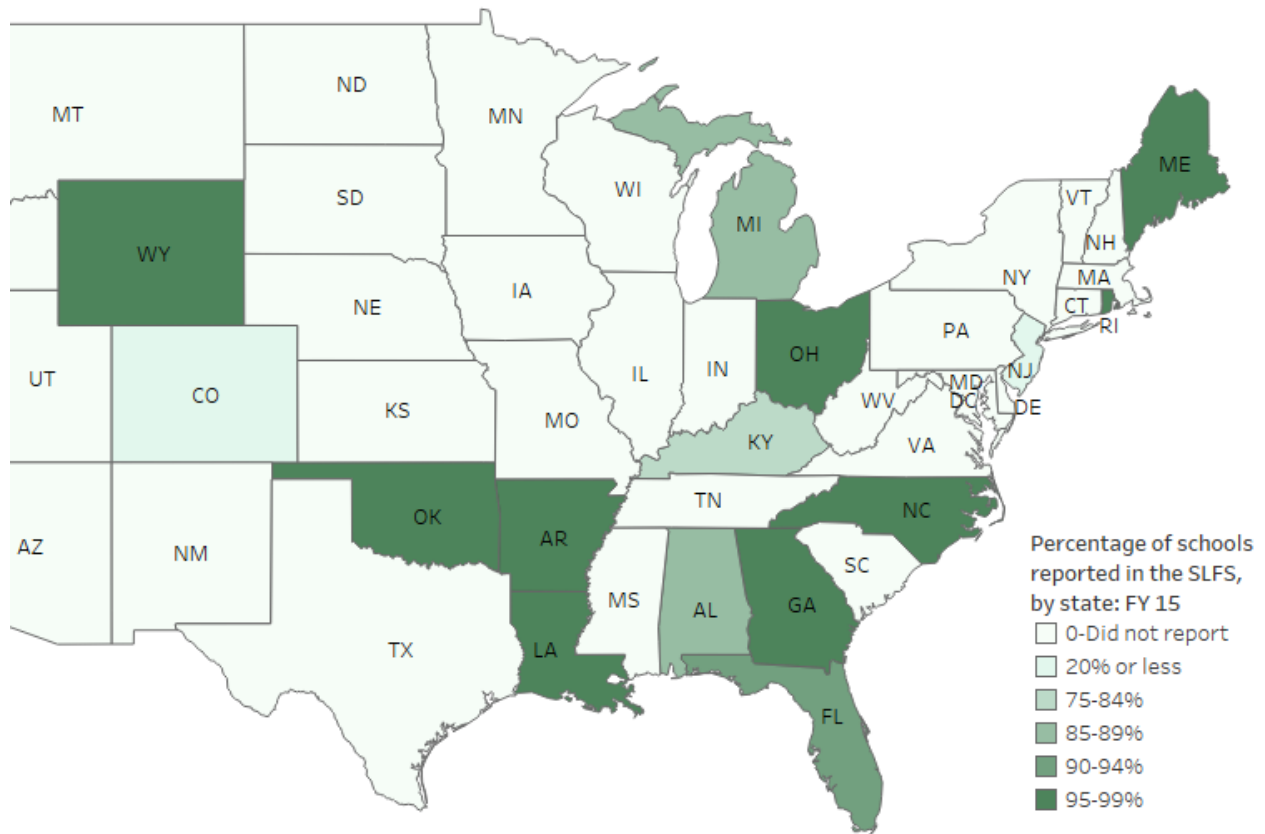 MT
ND
MN
WI
MI
ME
VT
NH
WY
SD
NY
MA
CT
RI
IA
NE
PA
OH
UT
CO
IL
IN
NJ
MD
DC
DE
WV
KS
MO
KY
VA
TN
NC
OK
AR
AZ
NM
SC
MS
AL
GA
TX
LA
FL
Percentage of schools
reported in the SLFS,
by state: FY 15
0-Did not report
20% or less
75-84%
85-89%
90-94%
95-99%